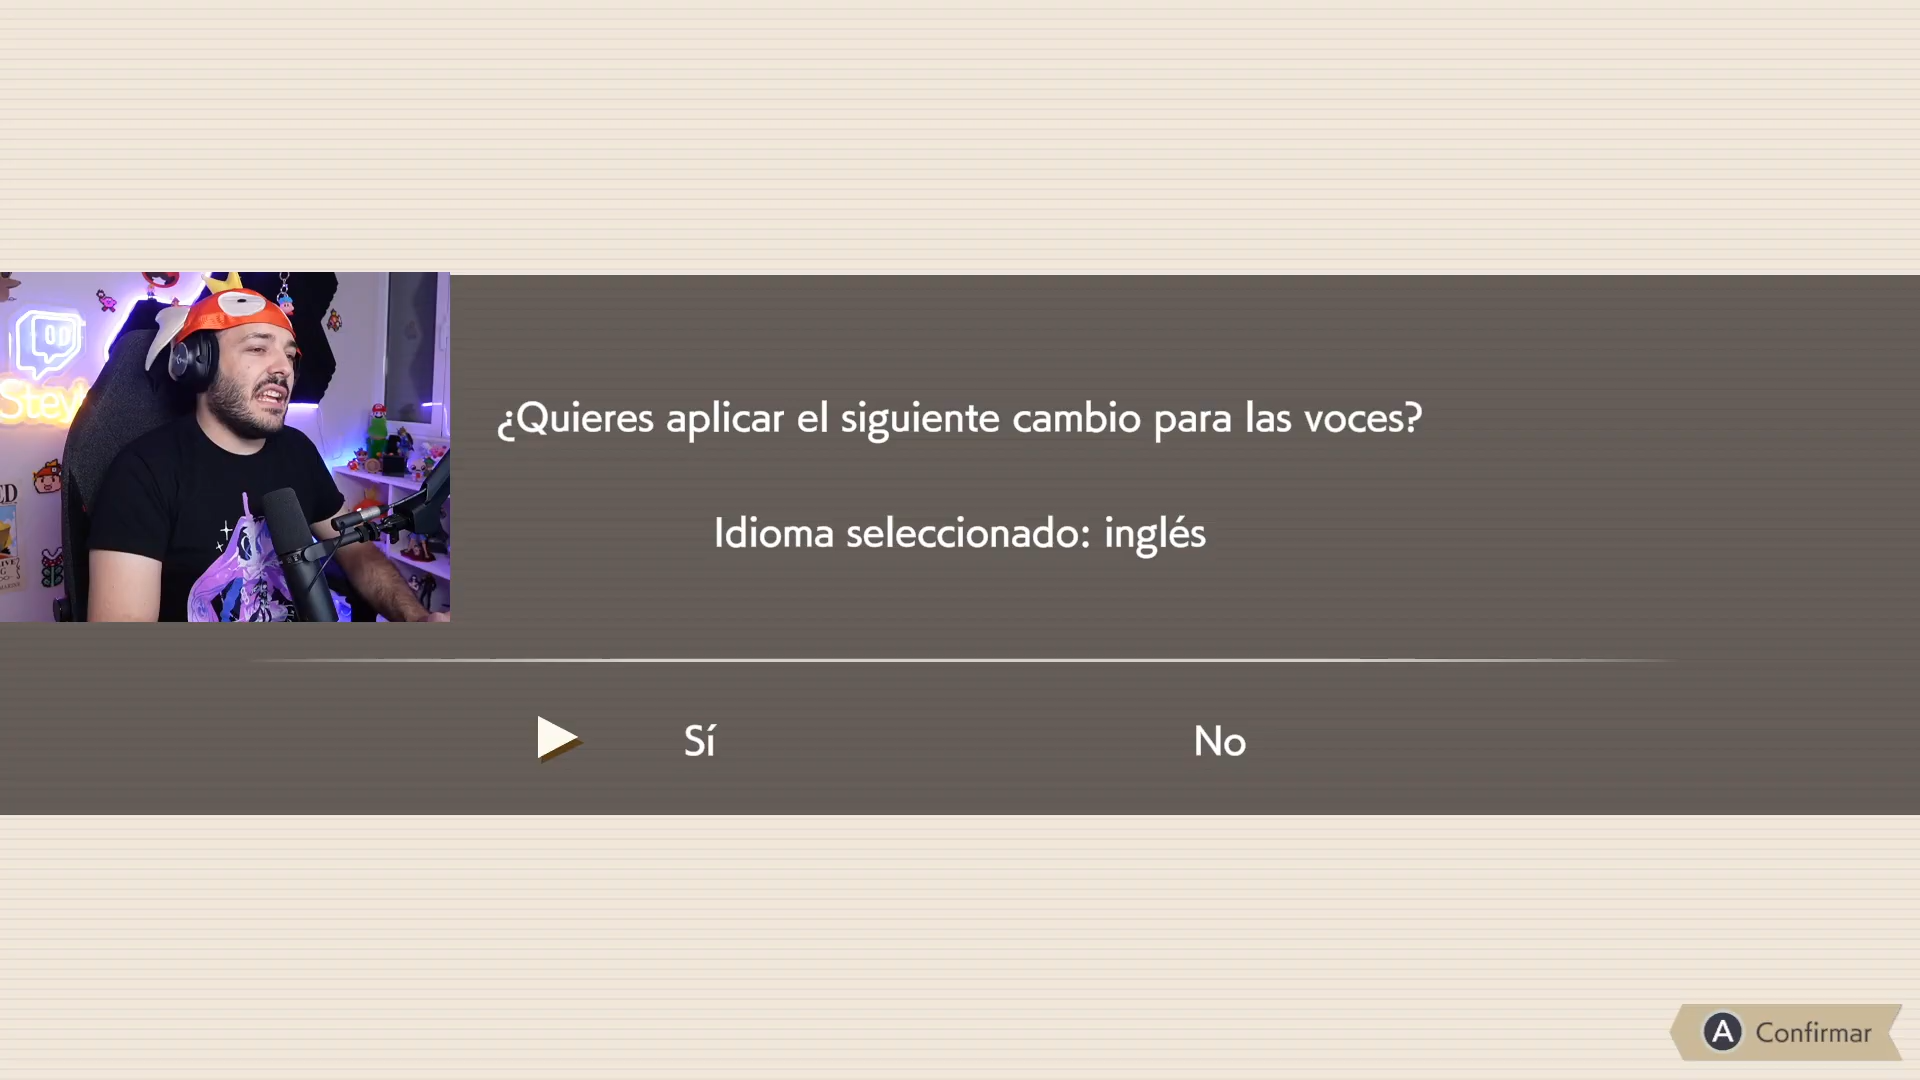 ¿Quieres aplicar el siguiente cambio para las voces?
Idioma seleccionado: inglés
Sí
No
A Confirmar